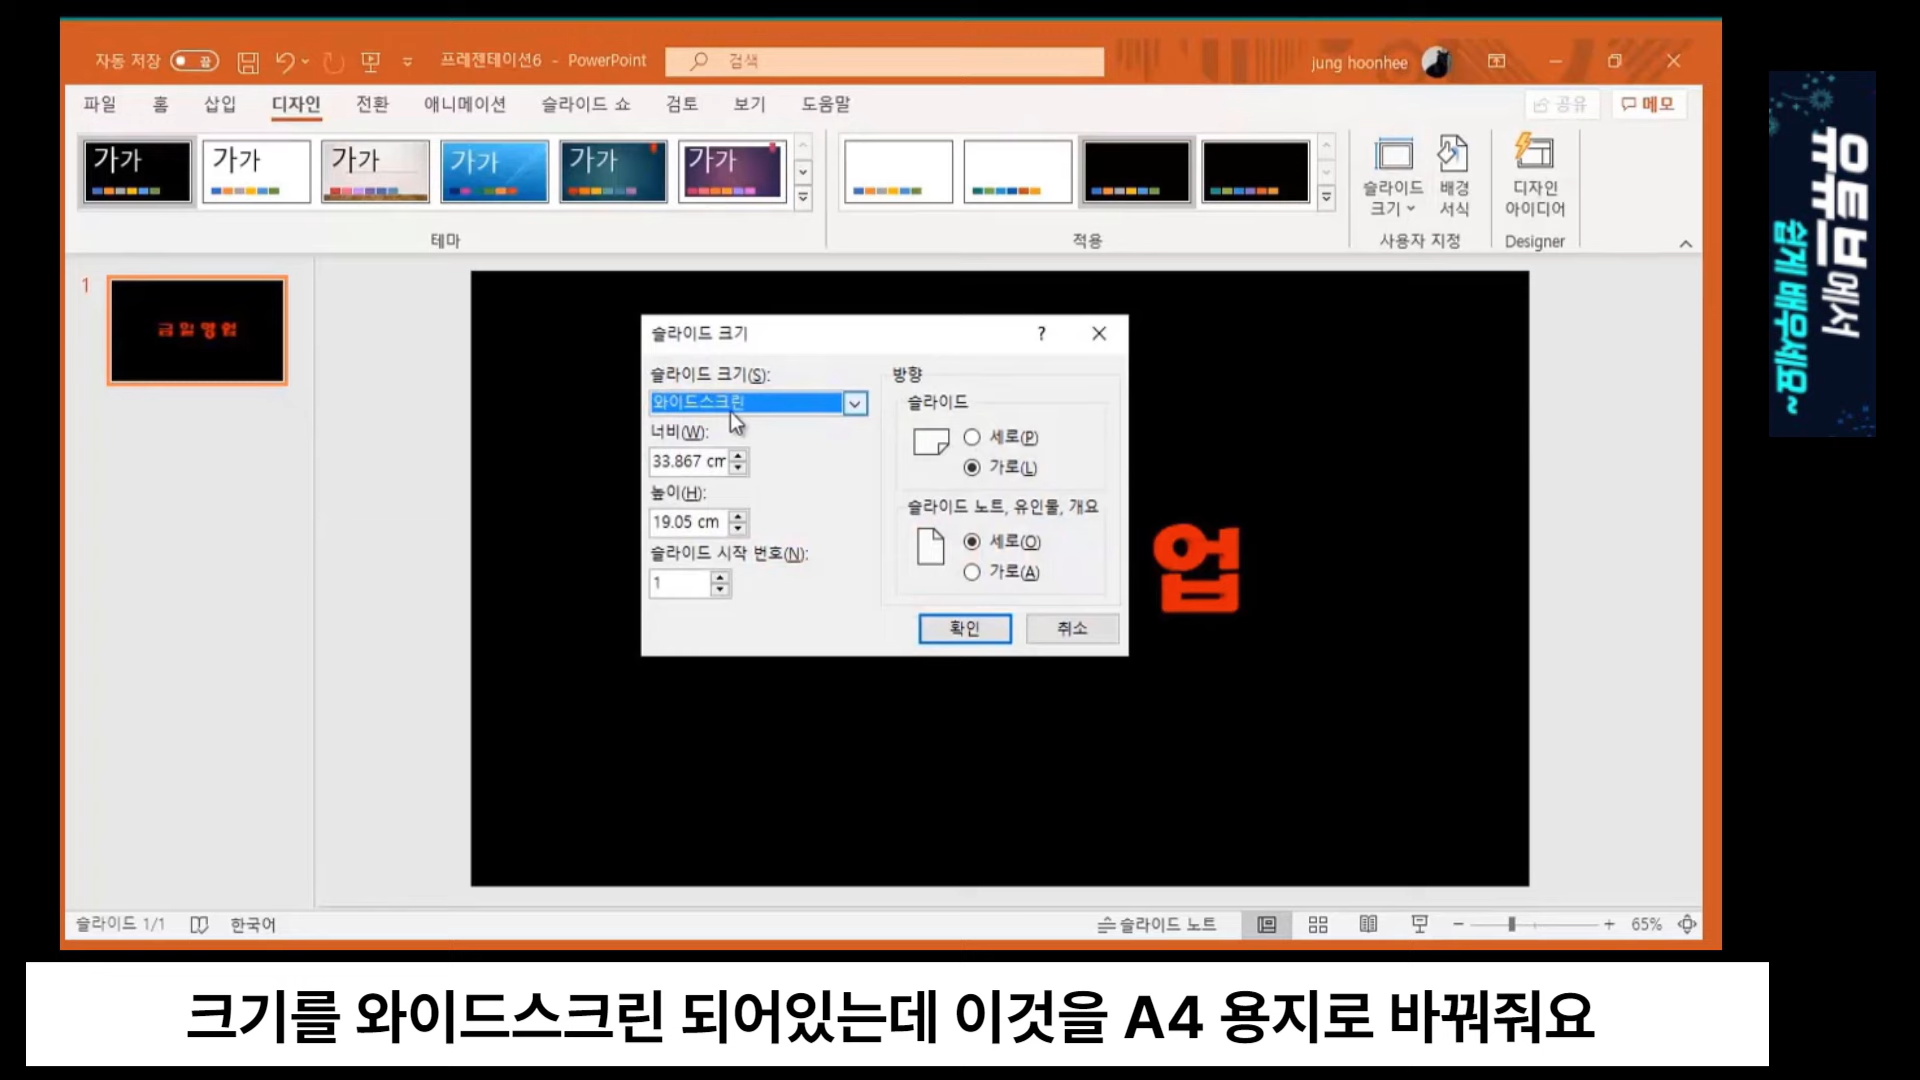 자동 저장 끔 프레젠테이션6 - PowerPoint 검색 jung hoonhee
파일 홈 삽입 디자인 전환 애니메이션 슬라이드 쇼 검토 보기 도움말 공유 메모
가가 가가 가가 가가 가가 가가
슬라이드 크기
배경 서식
디자인 아이디어
테마 적용 사용자 지정 Designer
1
금일영업
슬라이드 크기 ?
슬라이드 크기(S):
와이드스크린
너비(W):
33.867 cm
높이(H):
19.05 cm
슬라이드 시작 번호(N):
1
방향
슬라이드
세로(P)
가로(L)
슬라이드 노트, 유인물, 개요
세로(O)
가로(A)
확인 취소
업
슬라이드 1/1 한국어 슬라이드 노트 65%
유튜브에서
쉽게 배우세요~
크기를 와이드스크린 되어있는데 이것을 A4 용지로 바꿔줘요